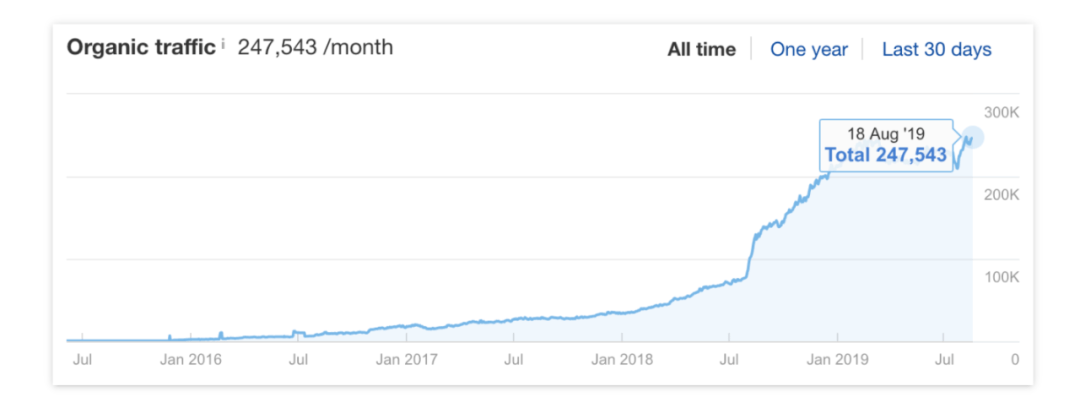 Organic traffic i 247,543 /month
All time One year Last 30 days
300K
18 Aug '19
Total 247,543
200K
100K
Jul Jan 2016 Jul Jan 2017 Jul Jan 2018 Jul Jan 2019 Jul 0